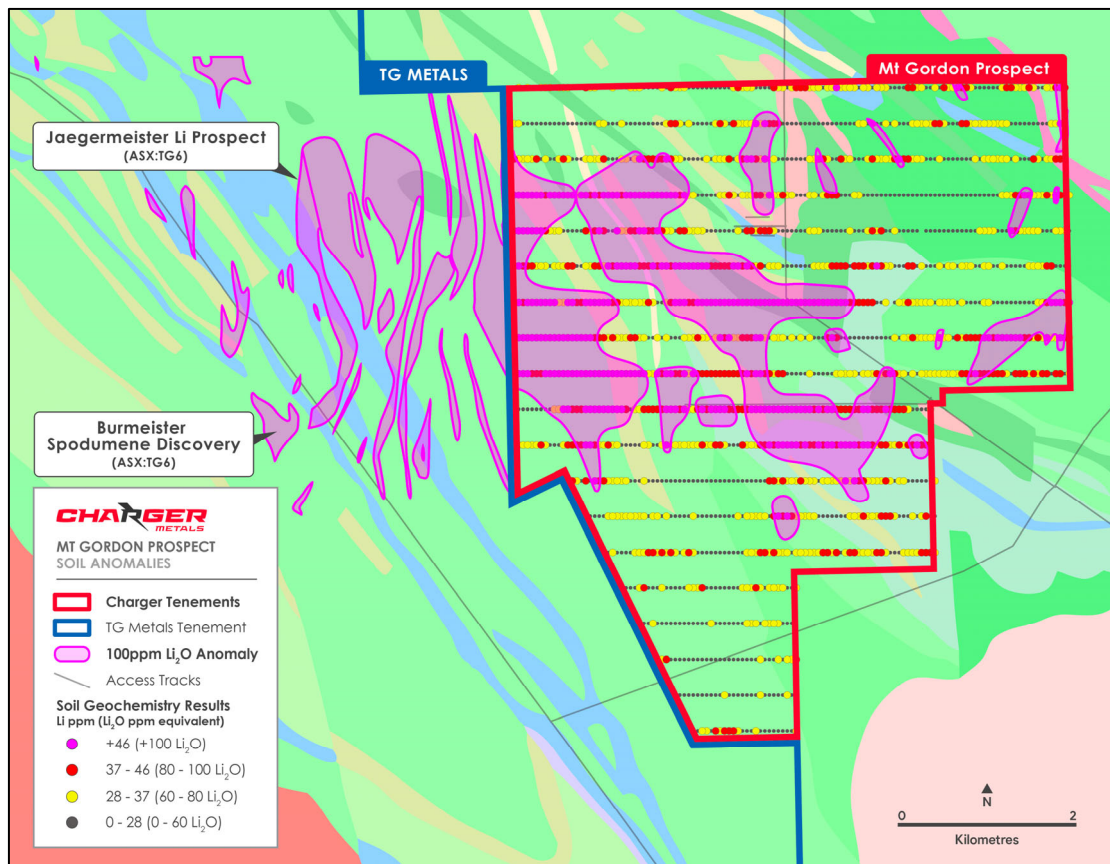 TG METALS
Mt Gordon Prospect
Jaegermeister Li Prospect
(ASX:TG6)
Burmeister
Spodumene Discovery
(ASX:TG6)
CHARGER
METALS
MT GORDON PROSPECT
SOIL ANOMALIES
Charger Tenements
TG Metals Tenement
100ppm Li₂O Anomaly
Access Tracks
Soil Geochemistry Results
Li ppm (Li₂O ppm equivalent)
+46 (+100 Li₂O)
37 - 46 (80 - 100 Li₂O)
28 - 37 (60 - 80 Li₂O)
0 - 28 (0 - 60 Li₂O)
N
0 2
Kilometres